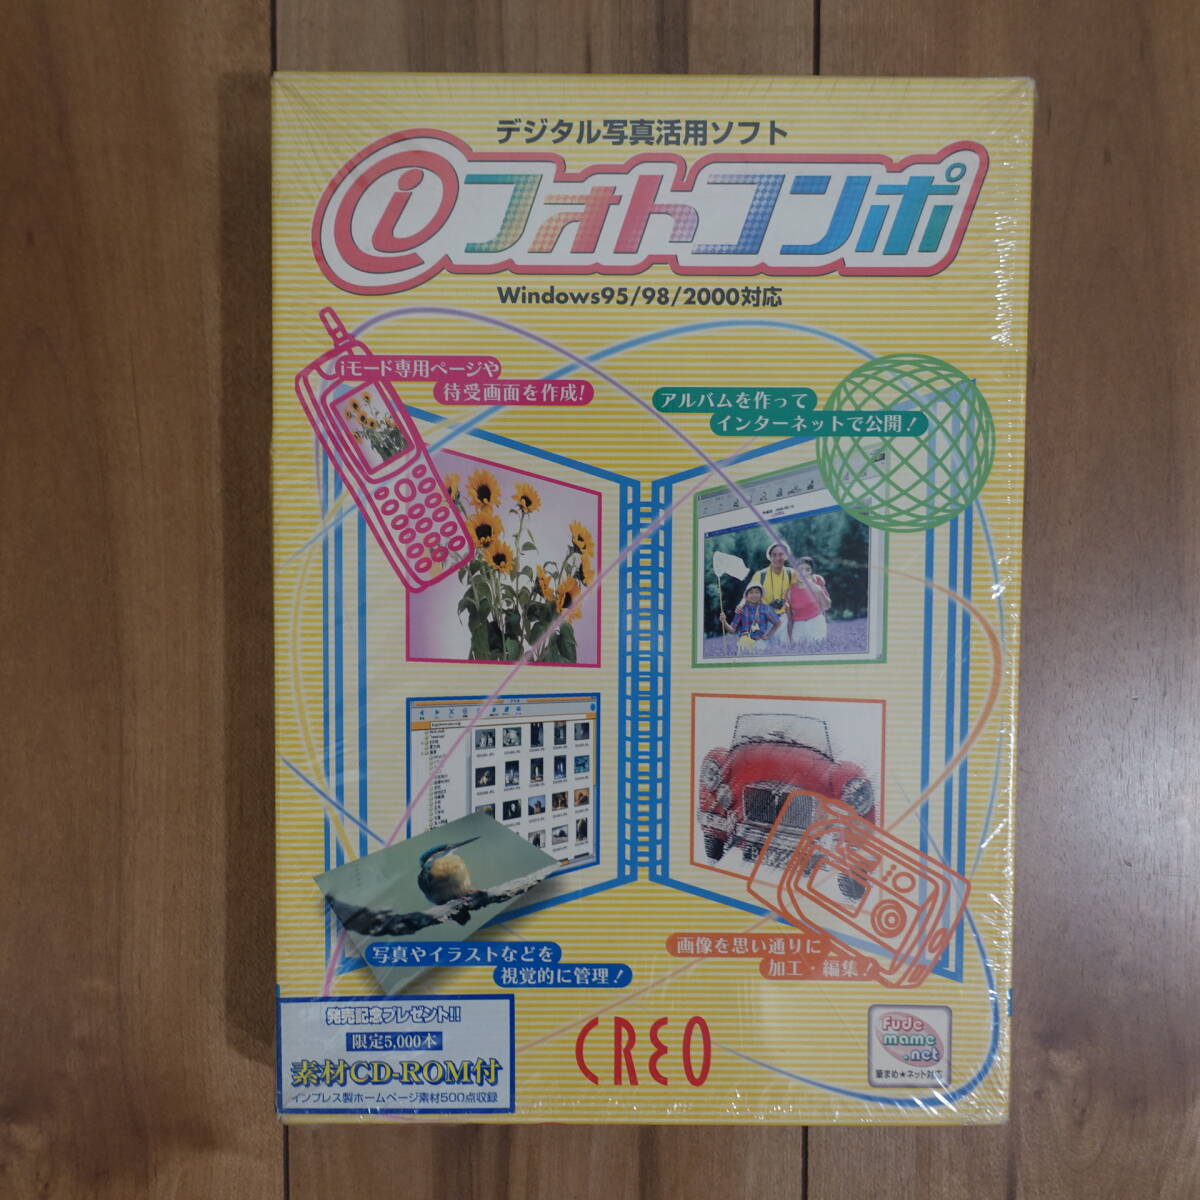 デジタル写真活用ソフト
iフォトコンポ
Windows95/98/2000対応
iモード専用ページや
待受画面を作成!
アルバムを作って
インターネットで公開!
写真やイラストなどを
視覚的に管理!
画像を思い通りに
加工・編集!
発売記念プレゼント!!
限定5,000本
素材CD-ROM付
インプレス製ホームページ素材500点収録
CREO
Fude
mame
.net
筆まめ★ネット対応